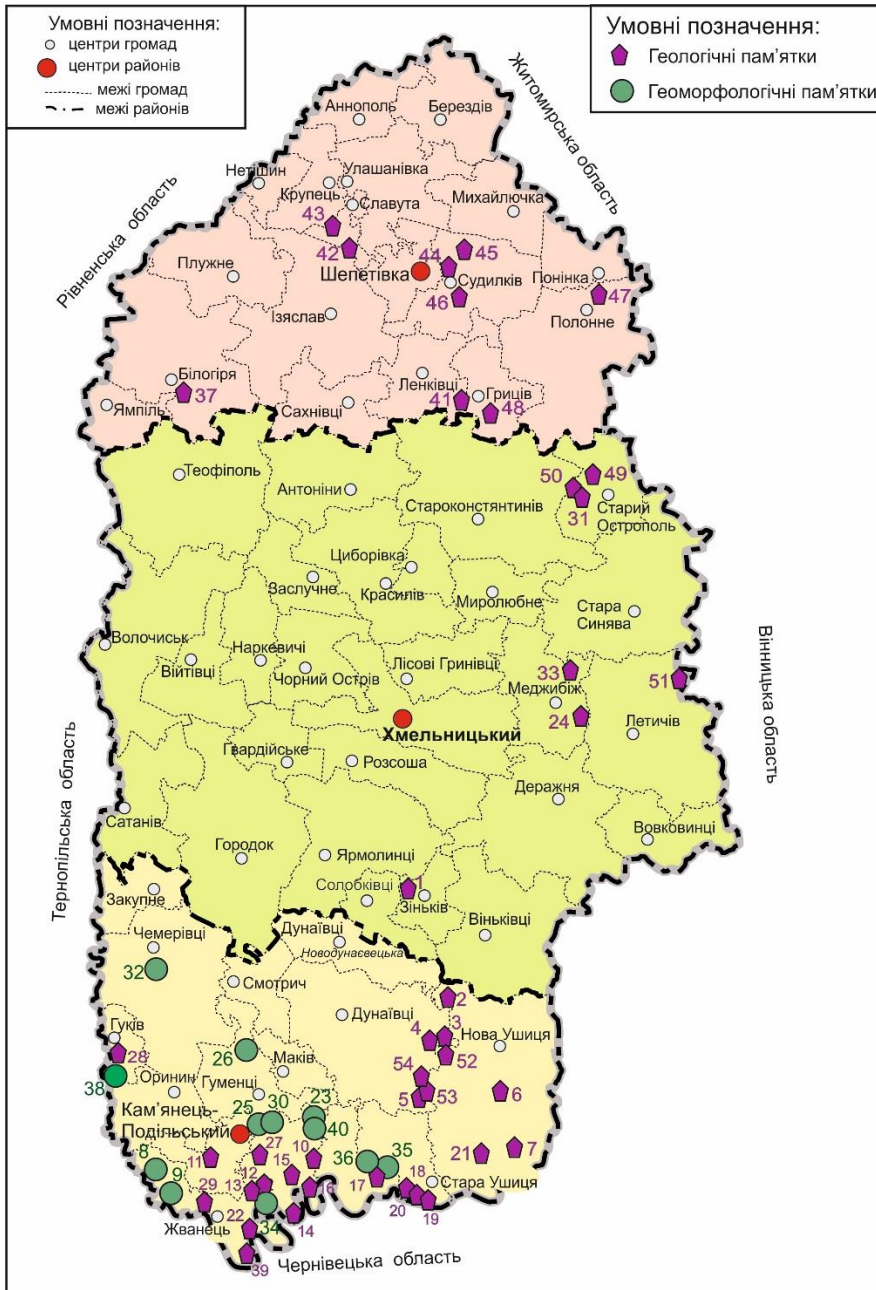 Умовні позначення:
центри громад
центри районів
межі громад
межі районів
Умовні позначення:
Геологічні пам'ятки
Геоморфологічні пам'ятки
Житомирська область
Рівненська область
Аннополь
Берездів
Нетішин
Улашанівка
Крупець
Славута
Михайлючка
43
42
44
45
Шепетівка
Судилків
46
Плужне
Понінка
47
Полонне
Ізяслав
Білогіря
37
Ямпіль
Ленківці
Сахнівці
41
Гриців
48
Теофіполь
Антоніни
Староконстянтинів
50
49
31
Старий
Острополь
Циборівка
Заслучне
Красилів
Миролюбне
Стара
Синява
Волочиськ
Війтівці
Наркевичі
Чорний Острів
Лісові Гринівці
33
51
Меджибіж
24
Летичів
Хмельницький
Вінницька область
Гвардійське
Розсоша
Деражня
Тернопільська область
Сатанів
Вовковинці
Городок
Ярмолинці
Солобківці
1
Зіньків
Віньківці
Закупне
Чемерівці
Дунаївці
Новодунаєвецька
32
Смотрич
2
Дунаївці
3
4
Нова Ушиця
52
Гуків
28
26
Маків
54
38
Оринин
Гуменці
5
53
6
Кам'янець-
Подільський
25
30
23
40
27
10
36
35
21
7
8
11
9
12
15
17
18
Стара Ушиця
13
16
29
20
19
Жванець
22
34
14
39
Чернівецька область